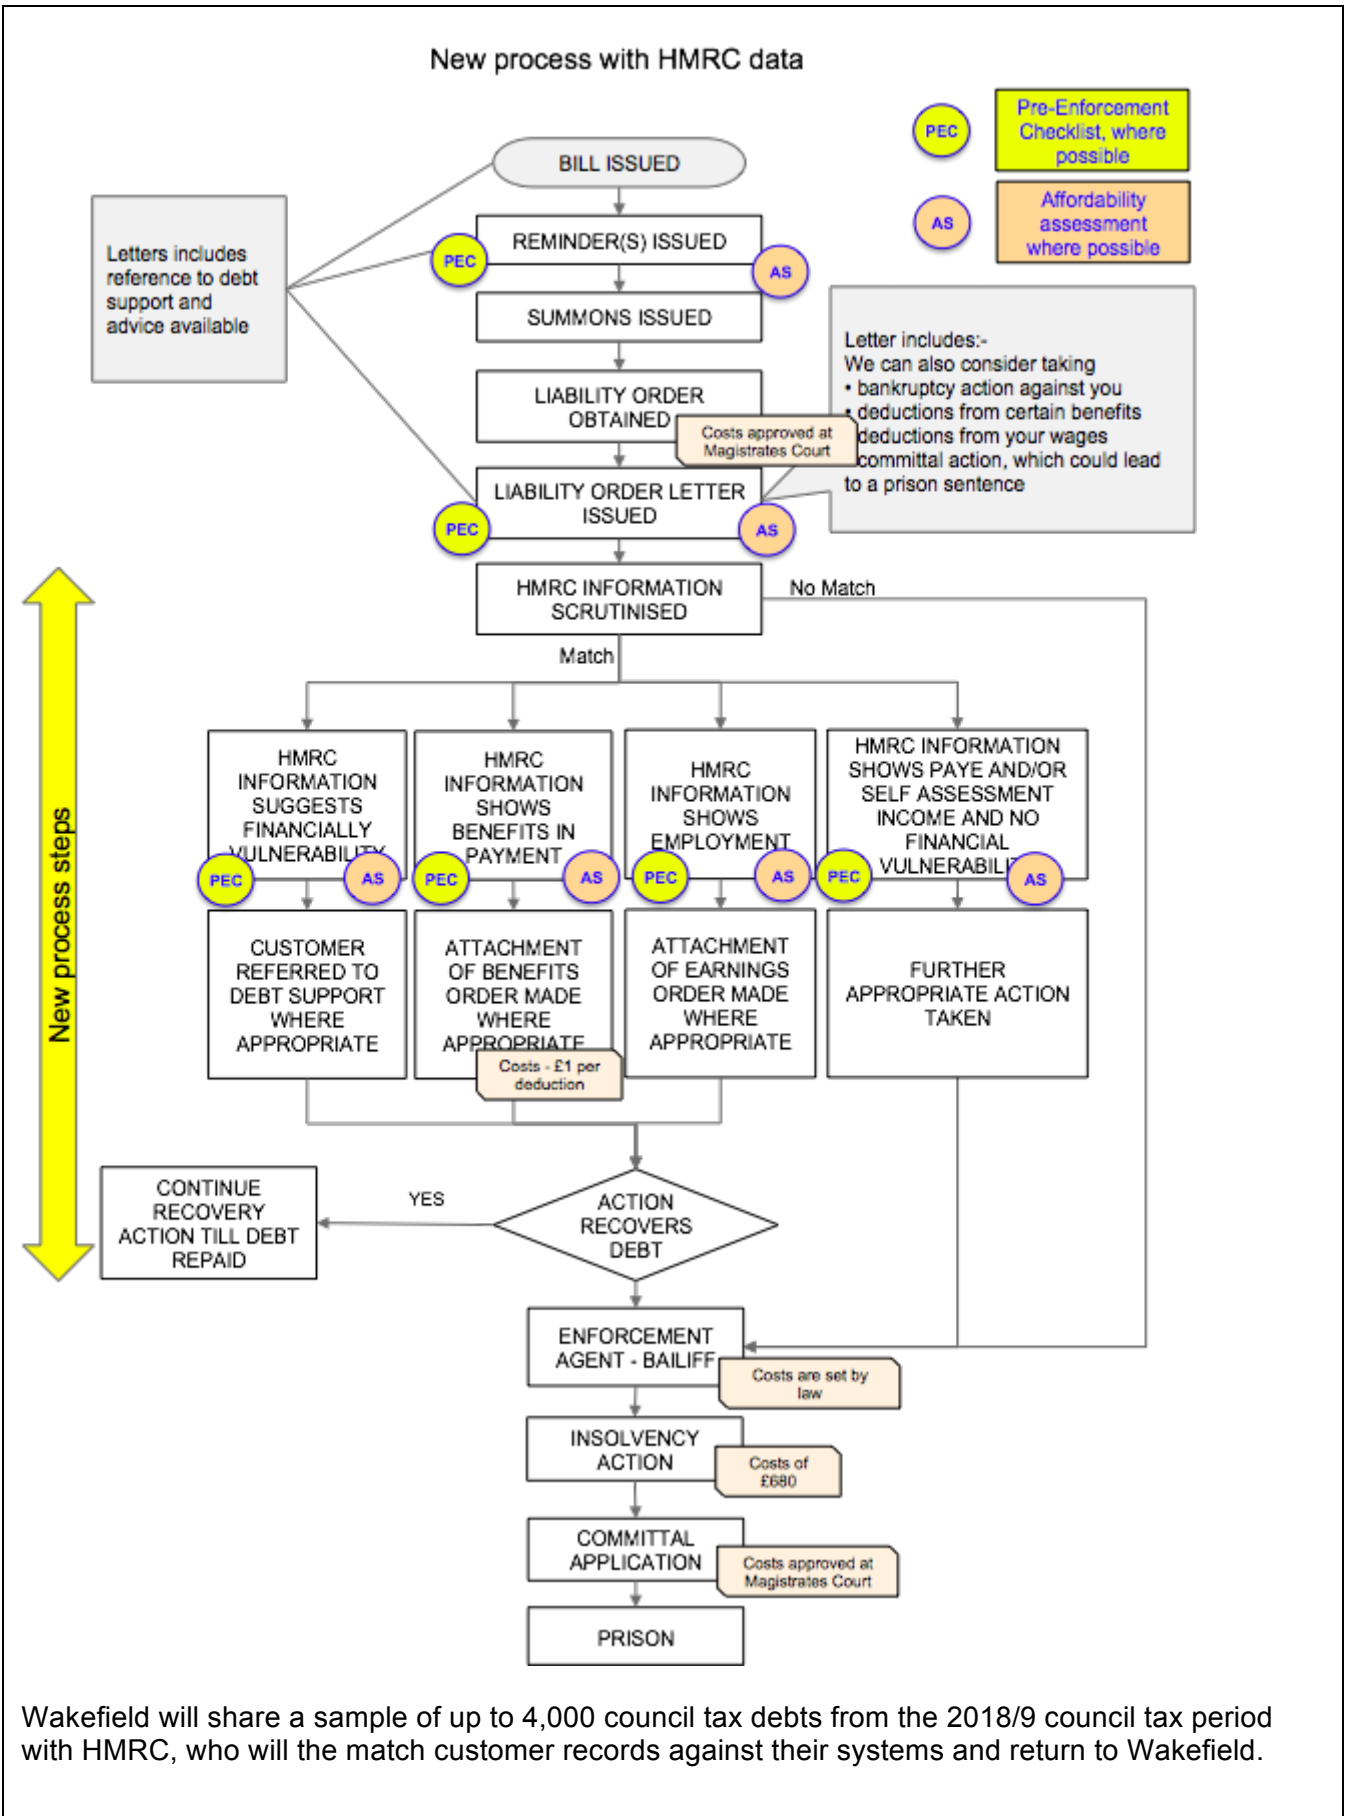 New process with HMRC data
PEC
Pre-Enforcement
Checklist, where
possible
AS
Affordability
assessment
where possible
BILL ISSUED
Letters includes
reference to debt
support and
advice available
REMINDER(S) ISSUED
PEC
AS
SUMMONS ISSUED
LIABILITY ORDER
OBTAINED
Costs approved at
Magistrates Court
Letter includes:-
We can also consider taking
• bankruptcy action against you
• deductions from certain benefits
deductions from your wages
committal action, which could lead
to a prison sentence
LIABILITY ORDER LETTER
ISSUED
PEC
AS
HMRC INFORMATION
SCRUTINISED
No Match
Match
New process steps
HMRC
INFORMATION
SUGGESTS
FINANCIALLY
VULNERABILITY
PEC
AS
HMRC
INFORMATION
SHOWS
BENEFITS IN
PAYMENT
PEC
AS
HMRC
INFORMATION
SHOWS
EMPLOYMENT
PEC
AS
HMRC INFORMATION
SHOWS PAYE AND/OR
SELF ASSESSMENT
INCOME AND NO
FINANCIAL
VULNERABILI
PEC
AS
CUSTOMER
REFERRED TO
DEBT SUPPORT
WHERE
APPROPRIATE
ATTACHMENT
OF BENEFITS
ORDER MADE
WHERE
APPROPRIATE
Costs - £1 per
deduction
ATTACHMENT
OF EARNINGS
ORDER MADE
WHERE
APPROPRIATE
FURTHER
APPROPRIATE ACTION
TAKEN
CONTINUE
RECOVERY
ACTION TILL DEBT
REPAID
YES
ACTION
RECOVERS
DEBT
ENFORCEMENT
AGENT - BAILIFF
Costs are set by
law
INSOLVENCY
ACTION
Costs of
£680
COMMITTAL
APPLICATION
Costs approved at
Magistrates Court
PRISON
Wakefield will share a sample of up to 4,000 council tax debts from the 2018/9 council tax period
with HMRC, who will the match customer records against their systems and return to Wakefield.